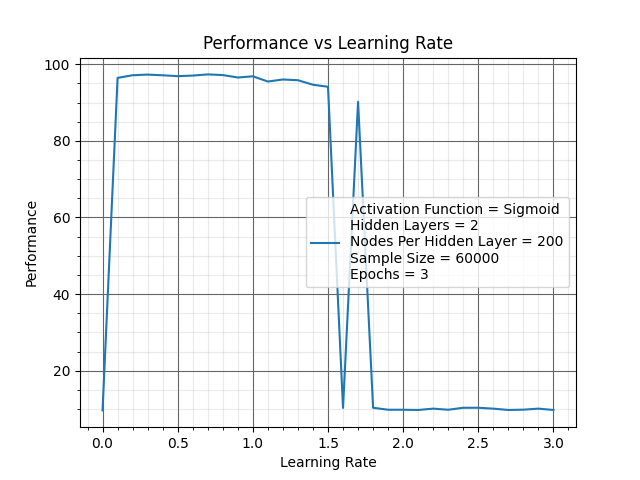 Performance vs Learning Rate
100
80
60
40
20
Performance
Activation Function = Sigmoid
Hidden Layers = 2
Nodes Per Hidden Layer = 200
Sample Size = 60000
Epochs = 3
0.0 0.5 1.0 1.5 2.0 2.5 3.0
Learning Rate